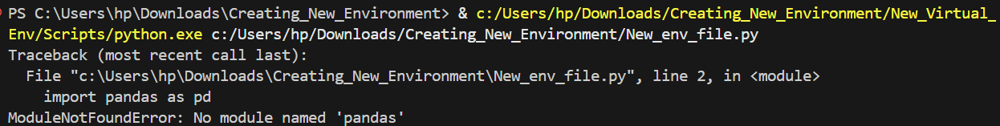 PS C:\Users\hp\Downloads\Creating_New_Environment> & c:/Users/hp/Downloads/Creating_New_Environment/New_Virtual_
Env/Scripts/python.exe c:/Users/hp/Downloads/Creating_New_Environment/New_env_file.py
Traceback (most recent call last):
  File "c:\Users\hp\Downloads\Creating_New_Environment\New_env_file.py", line 2, in <module>
    import pandas as pd
ModuleNotFoundError: No module named 'pandas'